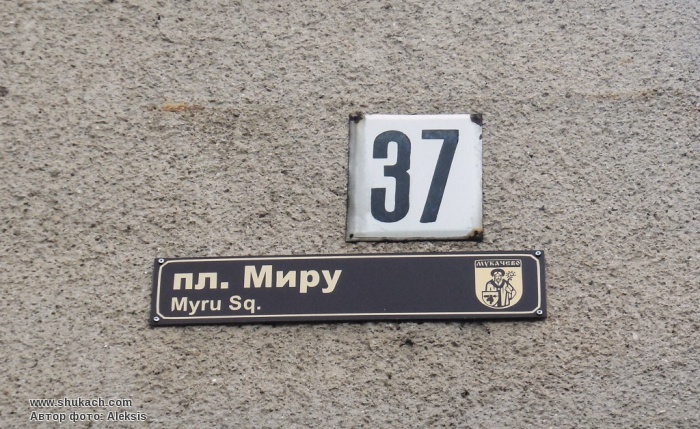 37
пл. Миру
Myru Sq.
МУКАЧЕВО
www.shukach.com
Автор фото: Aleksis